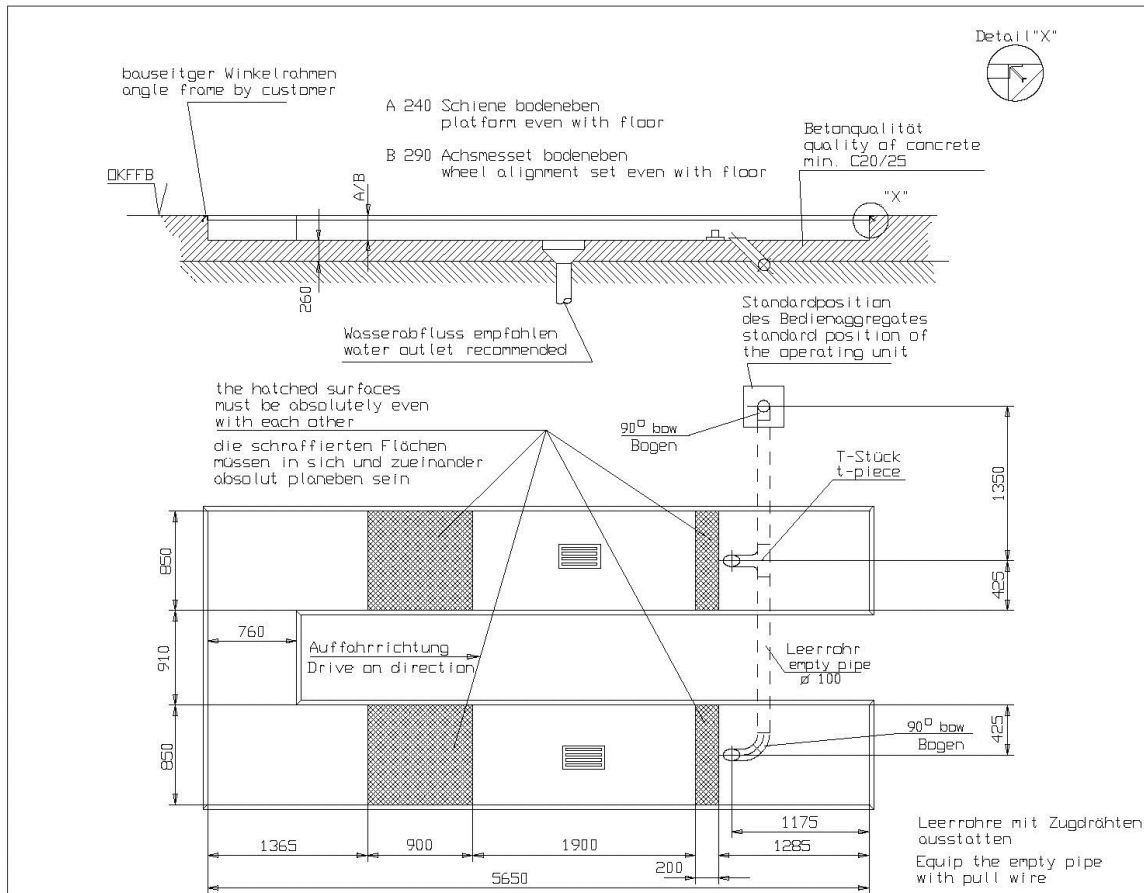 Detail"X"
bauseitger Winkelrahmen
angle frame by customer
A 240 Schiene bodeneben
platform even with floor
B 290 Achsmesset bodeneben
wheel alignment set even with floor
Betonqualität
quality of concrete
min. C20/25
OKFFB
A/B
"X"
260
Wasserabfluss empfohlen
water outlet recommended
Standardposition
des Bedienaggregates
standard position of
the operating unit
the hatched surfaces
must be absolutely even
with each other
die schraffierten Flächen
müssen in sich und zueinander
absolut planeben sein
90° bow
Bogen
T-Stück
t-piece
1350
850
425
760
910
Auffahrrichtung
Drive on direction
Leerrohr
empty pipe
ø 100
850
425
90° bow
Bogen
1175
1365
900
1900
200
1285
5650
Leerrohre mit Zugdrähten
ausstatten
Equip the empty pipe
with pull wire